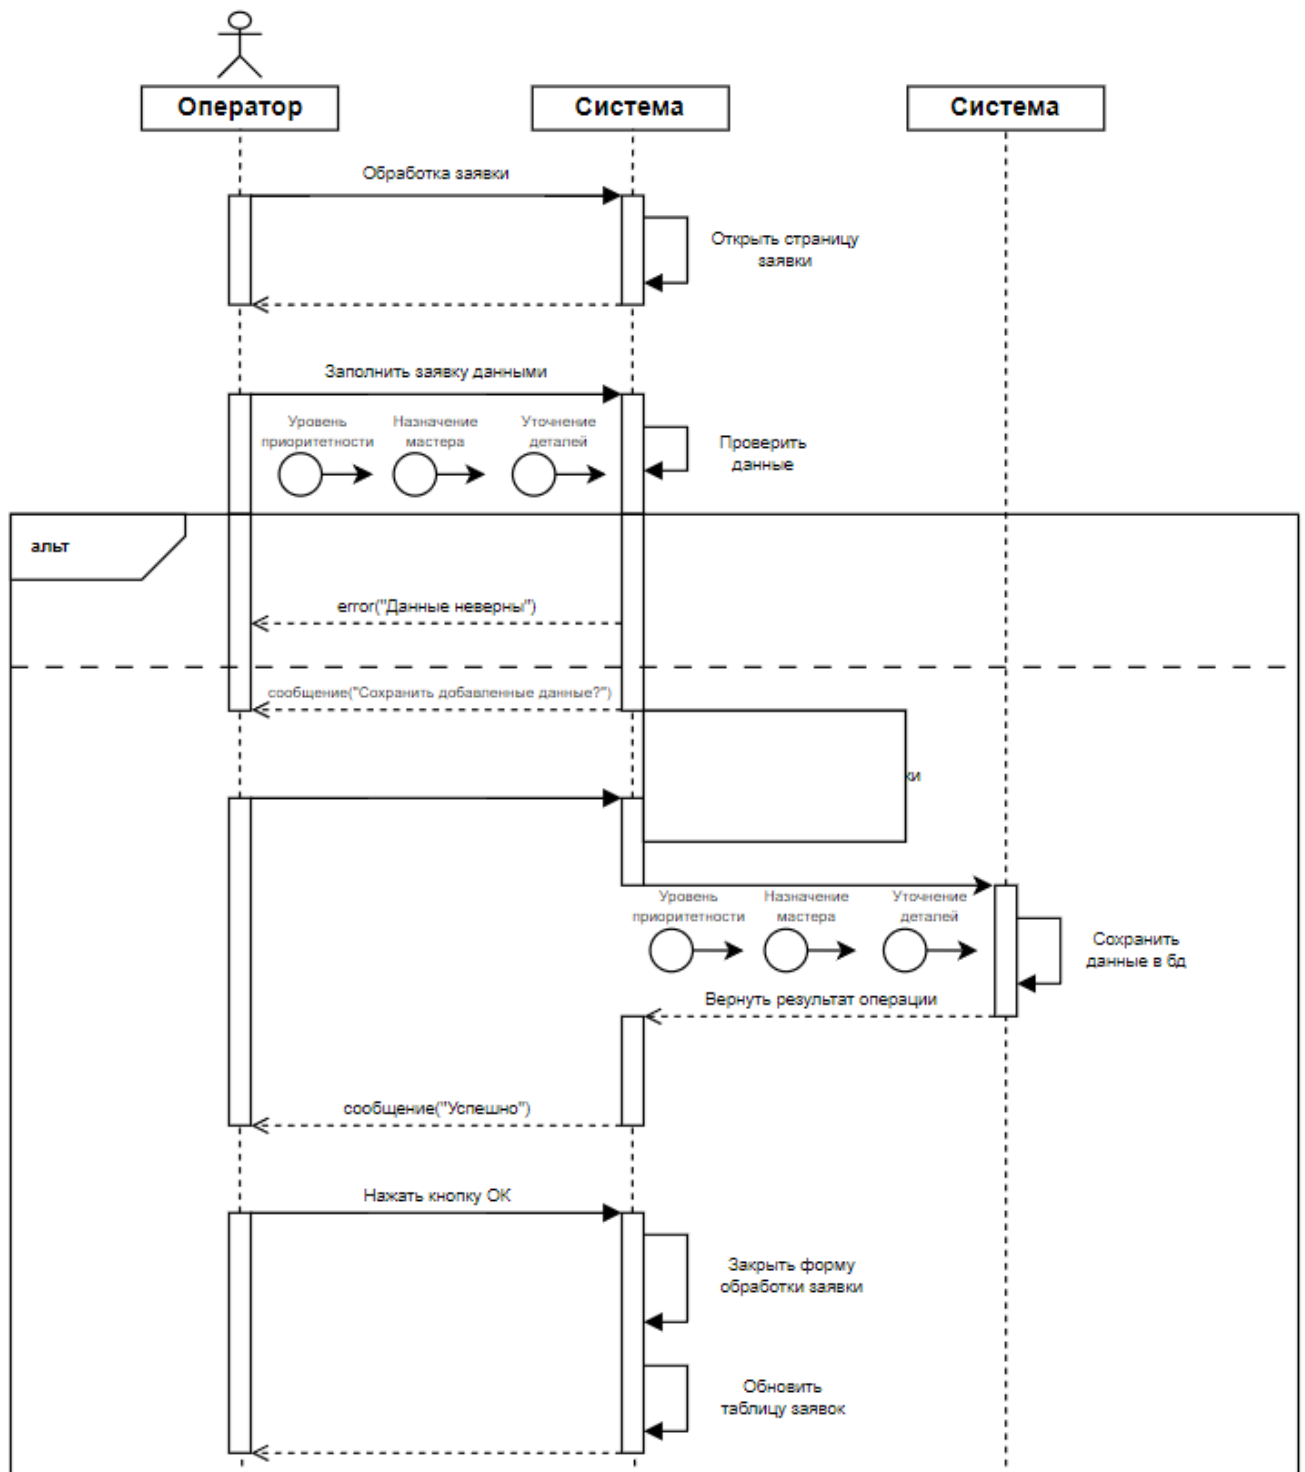 Оператор
Система
Система
Обработка заявки
Открыть страницу
заявки
Заполнить заявку данными
Уровень
приоритетности
Назначение
мастера
Уточнение
деталей
Проверить
данные
альт
error("Данные неверны")
сообщение("Сохранить добавленные данные?")
Уровень
приоритетности
Назначение
мастера
Уточнение
деталей
Сохранить
данные в бд
Вернуть результат операции
сообщение("Успешно")
Нажать кнопку ОК
Закрыть форму
обработки заявки
Обновить
таблицу заявок